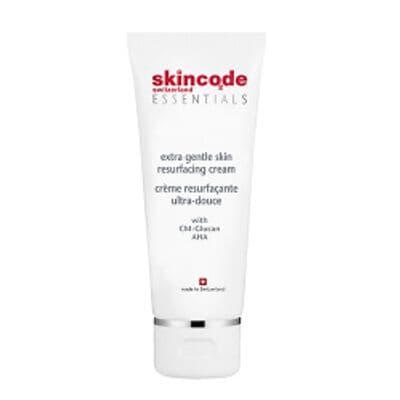 skincode
switzerland
ESSENTIALS
extra gentle skin
resurfacing cream
crème resurfaçante
ultra-douce
with
CM-Glucan
AHA
made in Switzerland